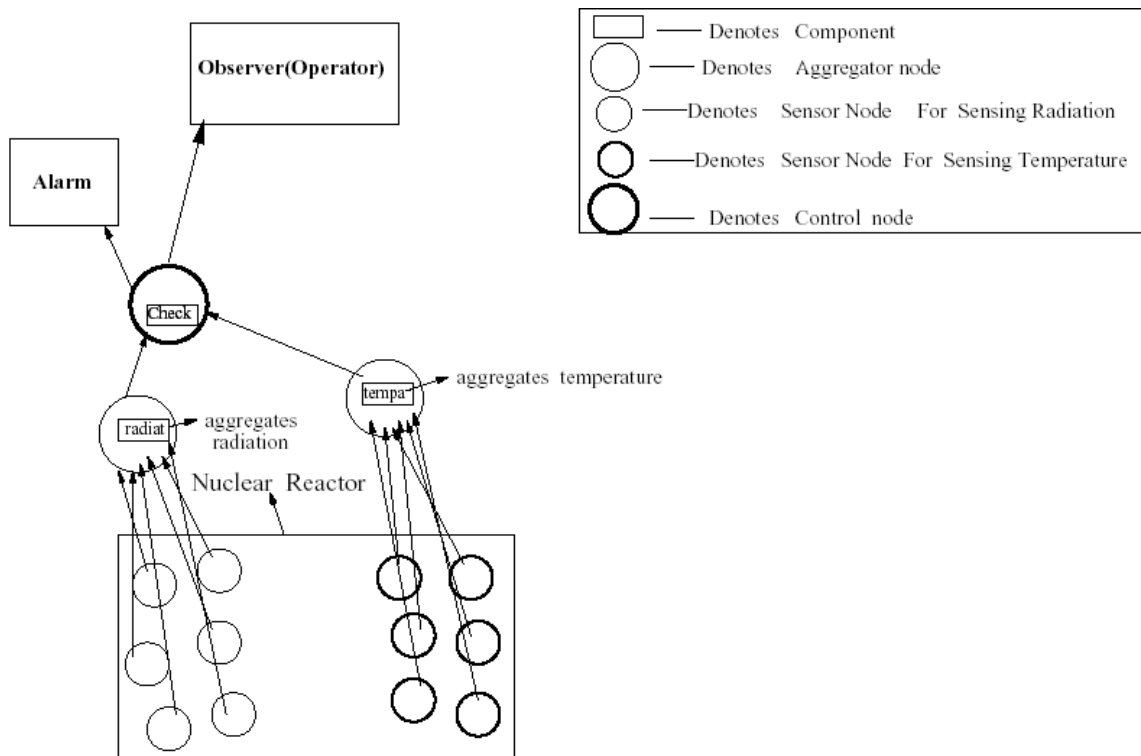 Observer(Operator)
Alarm
Check
tempa
aggregates temperature
radiat
aggregates
radiation
Nuclear Reactor
Denotes Component
Denotes Aggregator node
Denotes Sensor Node For Sensing Radiation
Denotes Sensor Node For Sensing Temperature
Denotes Control node